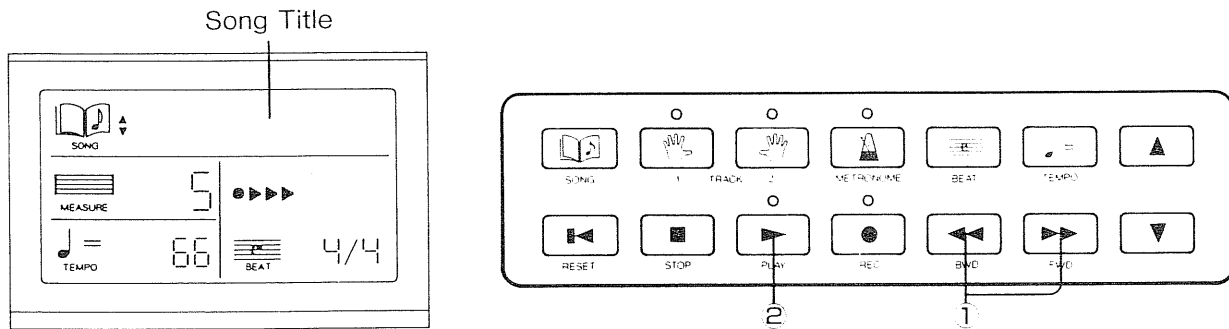 Song Title
SONG
MEASURE 5
TEMPO 66
BEAT 4/4
SONG 1 TRACK 2 METRONOME BEAT TEMPO
RESET STOP PLAY REC BWD FWD
② ①